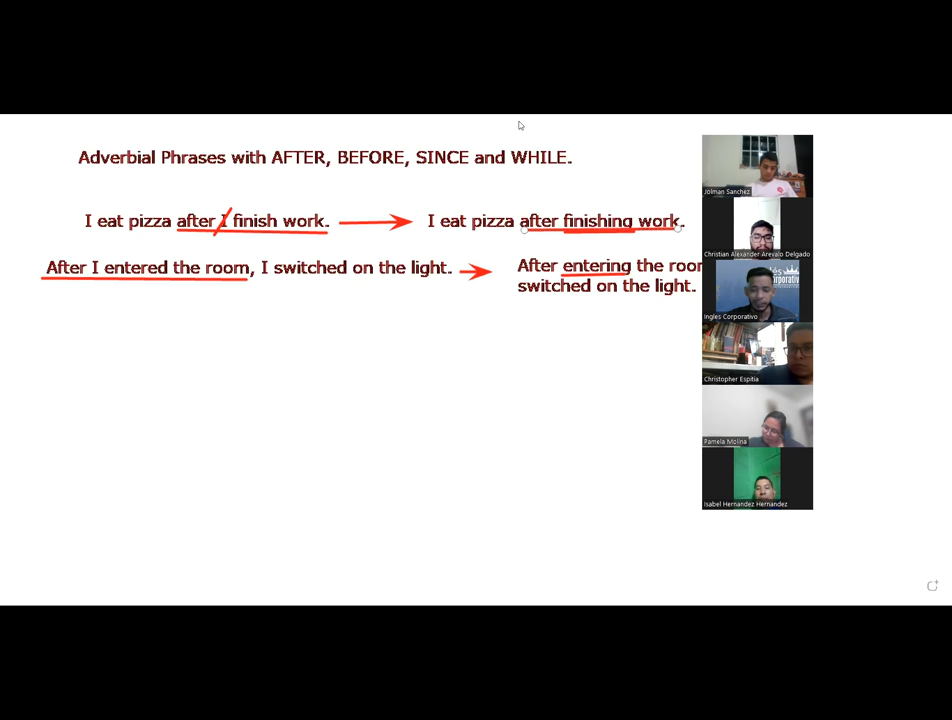 Adverbial Phrases with AFTER, BEFORE, SINCE and WHILE.
I eat pizza after I finish work.
I eat pizza after finishing work.
After I entered the room, I switched on the light.
After entering the
switched on the light.
Jolman Sanchez
Christian Alexander Arevalo Delgado
Ingles Corporativo
Christopher Espitia
Pamela Molina
Isabel Hernandez Hernandez